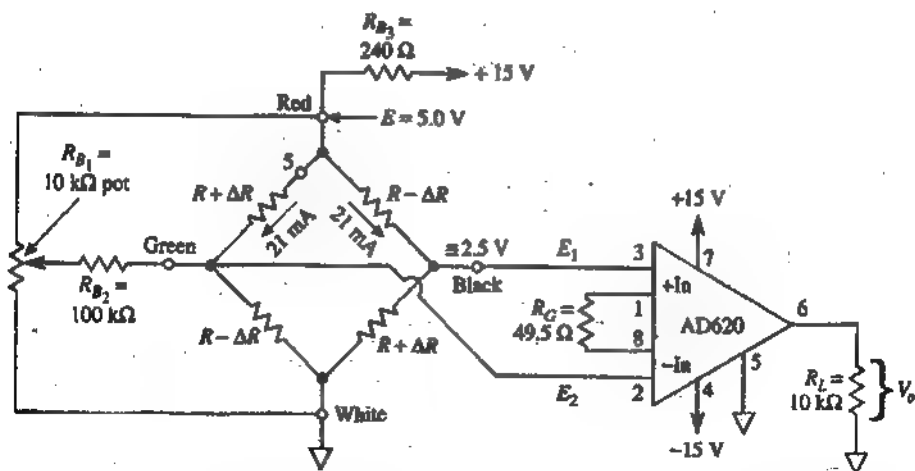 R_B3 =
240 Ω
+15 V
Red
E = 5.0 V
R_B1 =
10 kΩ pot
5
R + ΔR
R − ΔR
21 mA
21 mA
+15 V
Green
≅2.5 V
E1
3
7
Black
+In
R_B2 =
100 kΩ
R_G =
49.5 Ω
1
AD620
6
8
R − ΔR
R + ΔR
−In
5
E2
2
4
R_L =
10 kΩ
V_o
White
−15 V